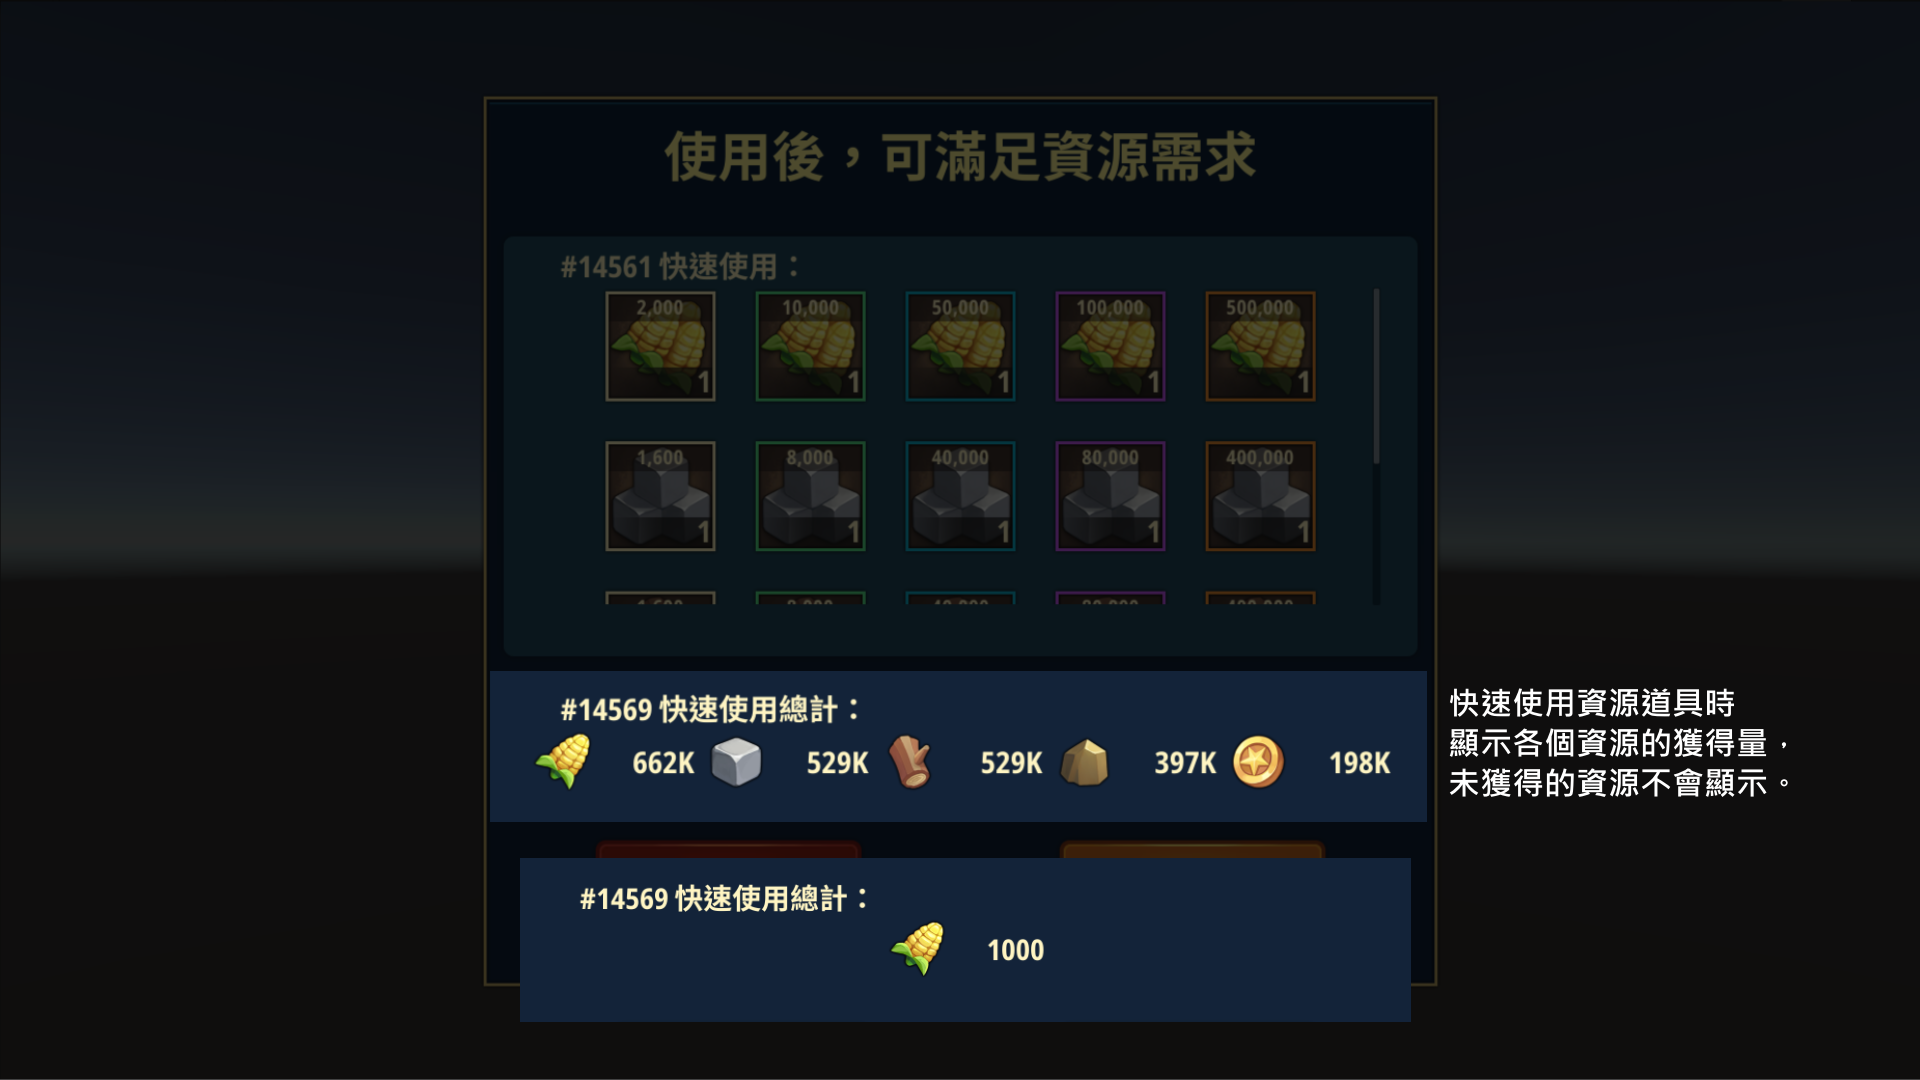 使用後，可滿足資源需求
#14561 快速使用：
2,000 10,000 50,000 100,000 500,000
1 1 1 1 1
1,600 8,000 40,000 80,000 400,000
1 1 1 1 1
#14569 快速使用總計：
662K 529K 529K 397K 198K
快速使用資源道具時
顯示各個資源的獲得量，
未獲得的資源不會顯示。
#14569 快速使用總計：
1000